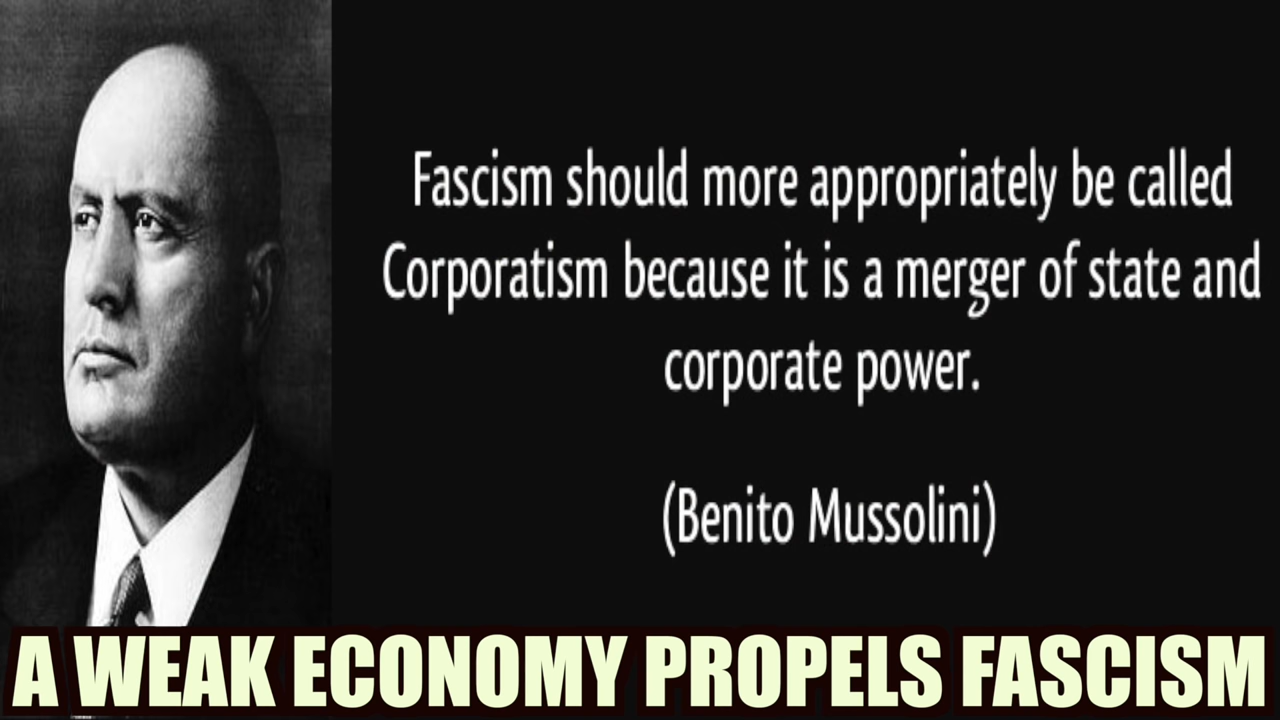 Fascism should more appropriately be called
Corporatism because it is a merger of state and
corporate power.
(Benito Mussolini)
A WEAK ECONOMY PROPELS FASCISM